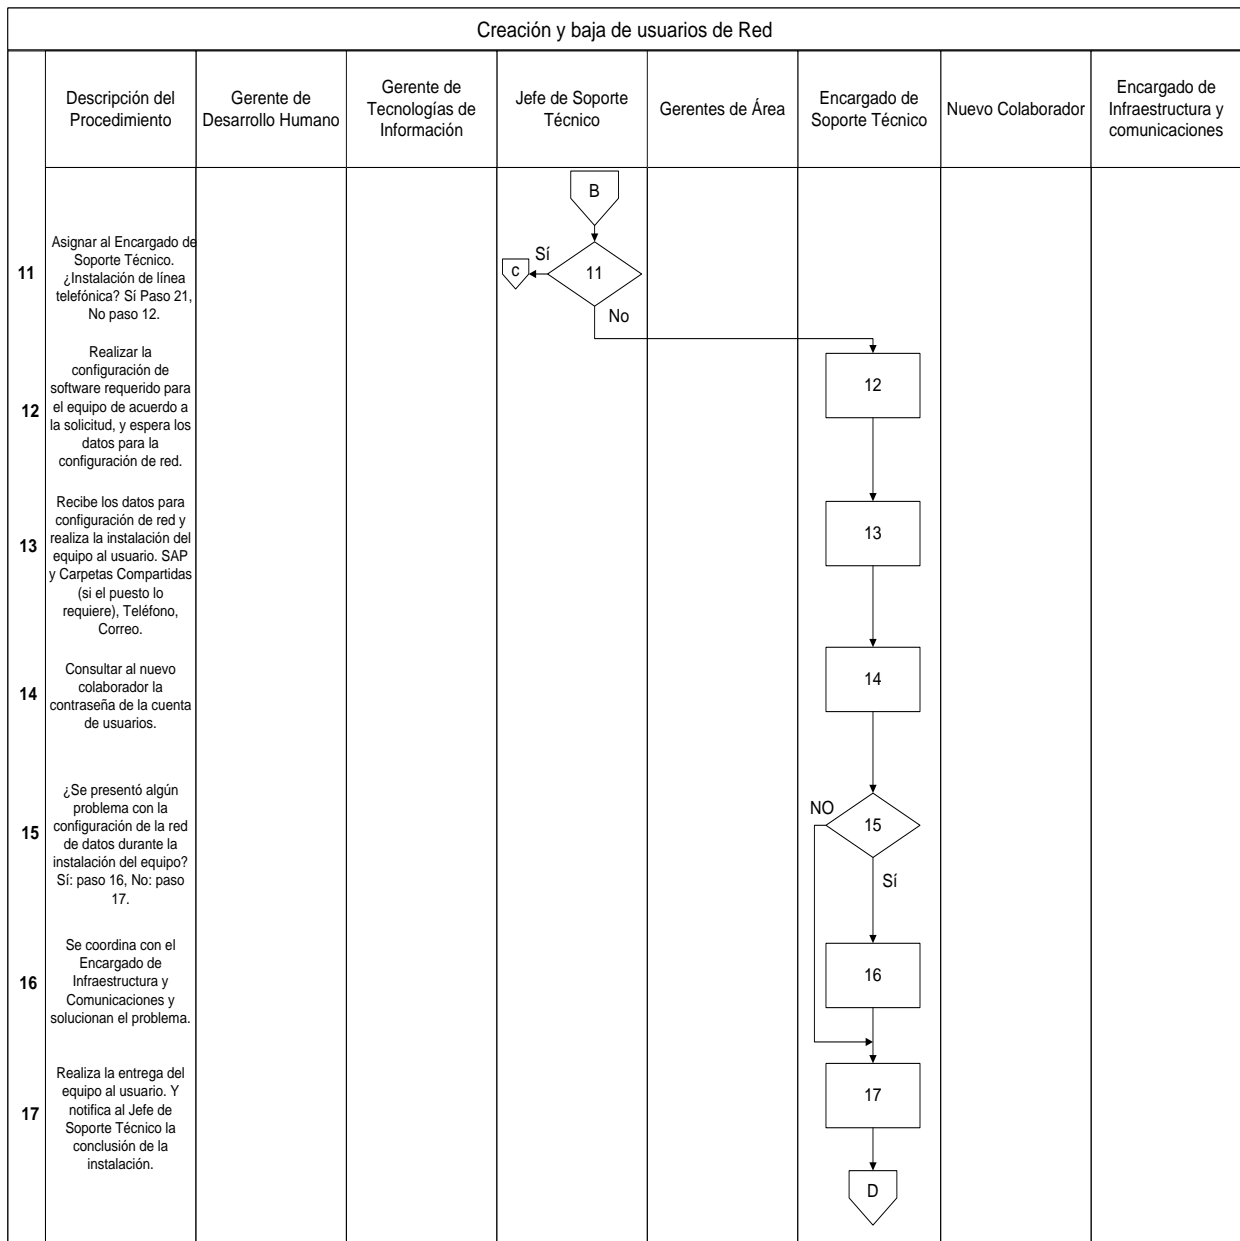 Creación y baja de usuarios de Red
Descripción del
Procedimiento
Gerente de
Desarrollo Humano
Gerente de
Tecnologías de
Información
Jefe de Soporte
Técnico
Gerentes de Área
Encargado de
Soporte Técnico
Nuevo Colaborador
Encargado de
Infraestructura y
comunicaciones
B
11
Asignar al Encargado de
Soporte Técnico.
¿Instalación de línea
telefónica? Sí Paso 21,
No paso 12.
c
Sí
11
No
12
Realizar la
configuración de
software requerido para
el equipo de acuerdo a
la solicitud, y espera los
datos para la
configuración de red.
12
13
Recibe los datos para
configuración de red y
realiza la instalación del
equipo al usuario. SAP
y Carpetas Compartidas
(si el puesto lo
requiere), Teléfono,
Correo.
13
14
Consultar al nuevo
colaborador la
contraseña de la cuenta
de usuarios.
14
15
¿Se presentó algún
problema con la
configuración de la red
de datos durante la
instalación del equipo?
Sí: paso 16, No: paso
17.
NO
15
Sí
16
Se coordina con el
Encargado de
Infraestructura y
Comunicaciones y
solucionan el problema.
16
17
Realiza la entrega del
equipo al usuario. Y
notifica al Jefe de
Soporte Técnico la
conclusión de la
instalación.
17
D